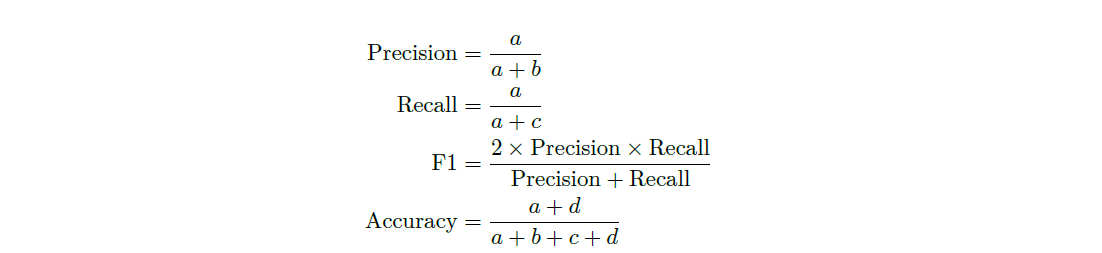 Precision = a / a + b
Recall = a / a + c
F1 = 2 × Precision × Recall / Precision + Recall
Accuracy = a + d / a + b + c + d